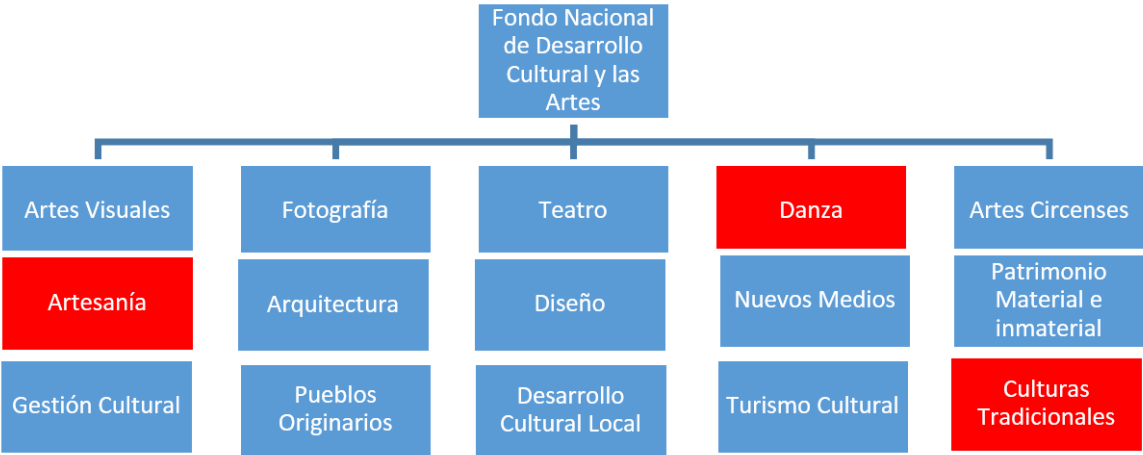 Fondo Nacional
de Desarrollo
Cultural y las
Artes
Artes Visuales
Fotografía
Teatro
Danza
Artes Circenses
Artesanía
Arquitectura
Diseño
Nuevos Medios
Patrimonio
Material e
inmaterial
Gestión Cultural
Pueblos
Originarios
Desarrollo
Cultural Local
Turismo Cultural
Culturas
Tradicionales